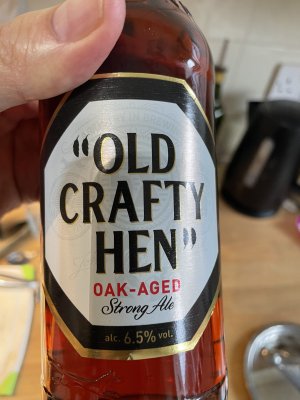 "OLD
CRAFTY
HEN"
OAK-AGED
Strong Ale
alc. 6.5% vol.